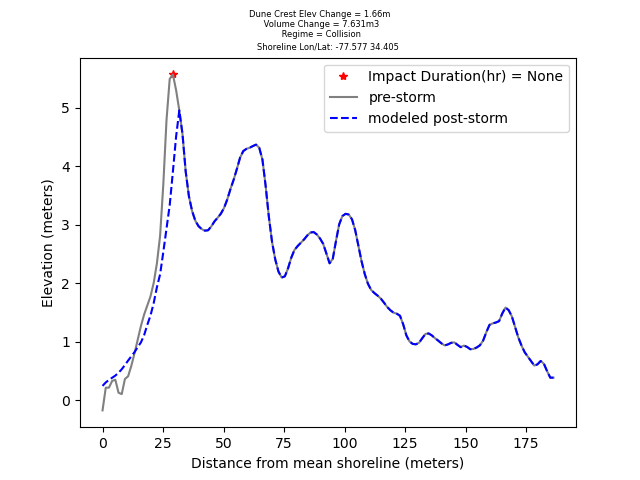 Dune Crest Elev Change = 1.66m
Volume Change = 7.631m3
Regime = Collision
Shoreline Lon/Lat: -77.577 34.405
Impact Duration(hr) = None
pre-storm
modeled post-storm
Elevation (meters)
5
4
3
2
1
0
0 25 50 75 100 125 150 175
Distance from mean shoreline (meters)